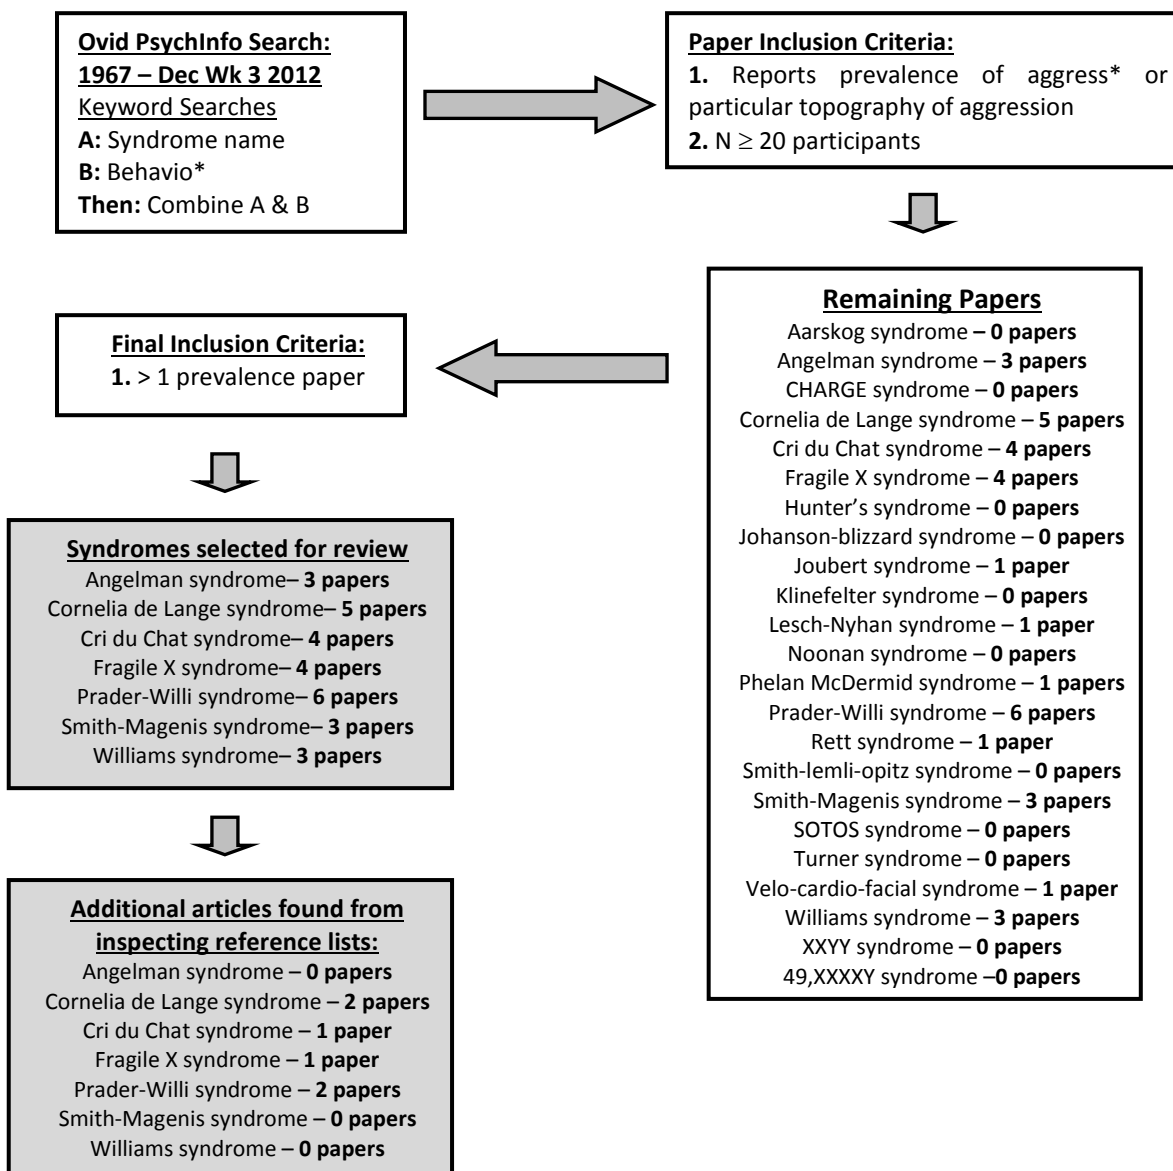 Ovid PsychInfo Search:
1967 – Dec Wk 3 2012
Keyword Searches
A: Syndrome name
B: Behavio*
Then: Combine A & B
Paper Inclusion Criteria:
1. Reports prevalence of aggress* or
particular topography of aggression
2. N ≥ 20 participants
Remaining Papers
Aarskog syndrome – 0 papers
Angelman syndrome – 3 papers
CHARGE syndrome – 0 papers
Cornelia de Lange syndrome – 5 papers
Cri du Chat syndrome – 4 papers
Fragile X syndrome – 4 papers
Hunter’s syndrome – 0 papers
Johanson-blizzard syndrome – 0 papers
Joubert syndrome – 1 paper
Klinefelter syndrome – 0 papers
Lesch-Nyhan syndrome – 1 paper
Noonan syndrome – 0 papers
Phelan McDermid syndrome – 1 papers
Prader-Willi syndrome – 6 papers
Rett syndrome – 1 paper
Smith-lemli-opitz syndrome – 0 papers
Smith-Magenis syndrome – 3 papers
SOTOS syndrome – 0 papers
Turner syndrome – 0 papers
Velo-cardio-facial syndrome – 1 paper
Williams syndrome – 3 papers
XXYY syndrome – 0 papers
49,XXXXY syndrome –0 papers
Final Inclusion Criteria:
1. > 1 prevalence paper
Syndromes selected for review
Angelman syndrome– 3 papers
Cornelia de Lange syndrome– 5 papers
Cri du Chat syndrome– 4 papers
Fragile X syndrome– 4 papers
Prader-Willi syndrome– 6 papers
Smith-Magenis syndrome– 3 papers
Williams syndrome– 3 papers
Additional articles found from
inspecting reference lists:
Angelman syndrome – 0 papers
Cornelia de Lange syndrome – 2 papers
Cri du Chat syndrome – 1 paper
Fragile X syndrome – 1 paper
Prader-Willi syndrome – 2 papers
Smith-Magenis syndrome – 0 papers
Williams syndrome – 0 papers